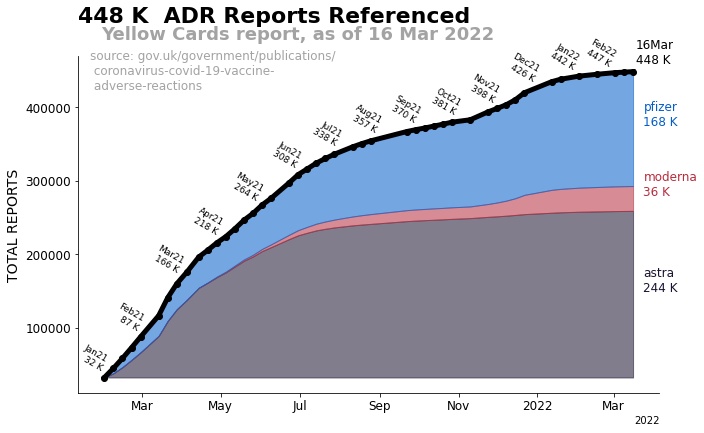 448 K  ADR Reports Referenced
Yellow Cards report, as of 16 Mar 2022
source: gov.uk/government/publications/
coronavirus-covid-19-vaccine-
adverse-reactions
TOTAL REPORTS
400000
300000
200000
100000
Jan21
32 K
Feb21
87 K
Mar21
166 K
Apr21
218 K
May21
264 K
Jun21
308 K
Jul21
338 K
Aug21
357 K
Sep21
370 K
Oct21
381 K
Nov21
398 K
Dec21
426 K
Jan22
442 K
Feb22
447 K
16Mar
448 K
pfizer
168 K
moderna
36 K
astra
244 K
Mar
May
Jul
Sep
Nov
2022
Mar
2022